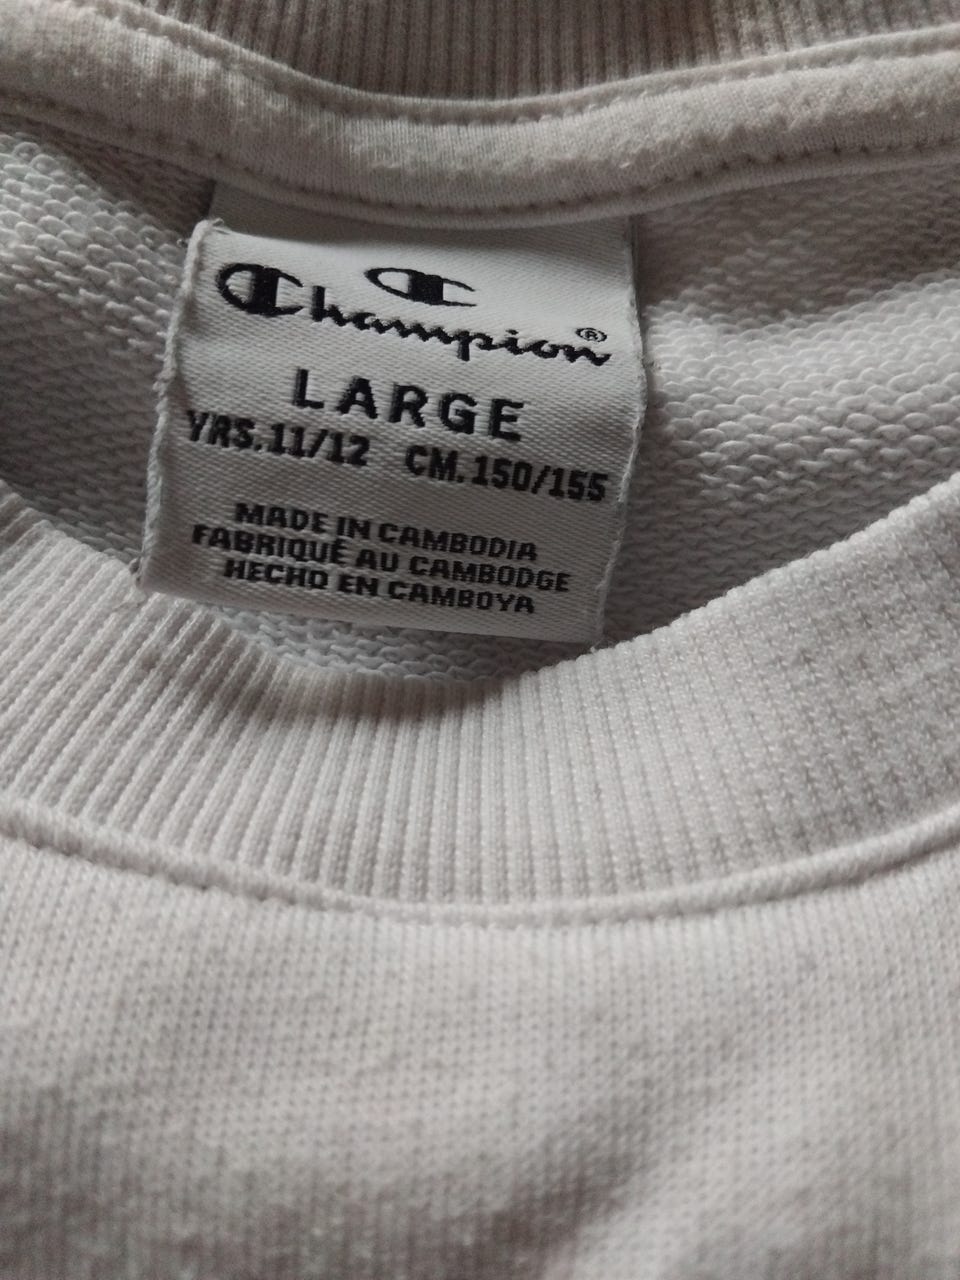 Champion®
LARGE
YRS.11/12 CM.150/155
MADE IN CAMBODIA
FABRIQUÉ AU CAMBODGE
HECHO EN CAMBOYA